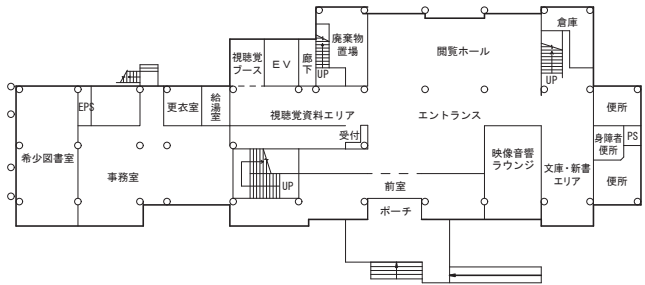 倉庫
視聴覚
ブース
EV
廊
下
廃棄物
置場
UP
閲覧ホール
UP
EPS
更衣室
給
湯
室
視聴覚資料エリア
エントランス
便所
受付
身障者
便所
PS
希少図書室
事務室
映像音響
ラウンジ
文庫・新書
エリア
UP
前室
便所
ポーチ